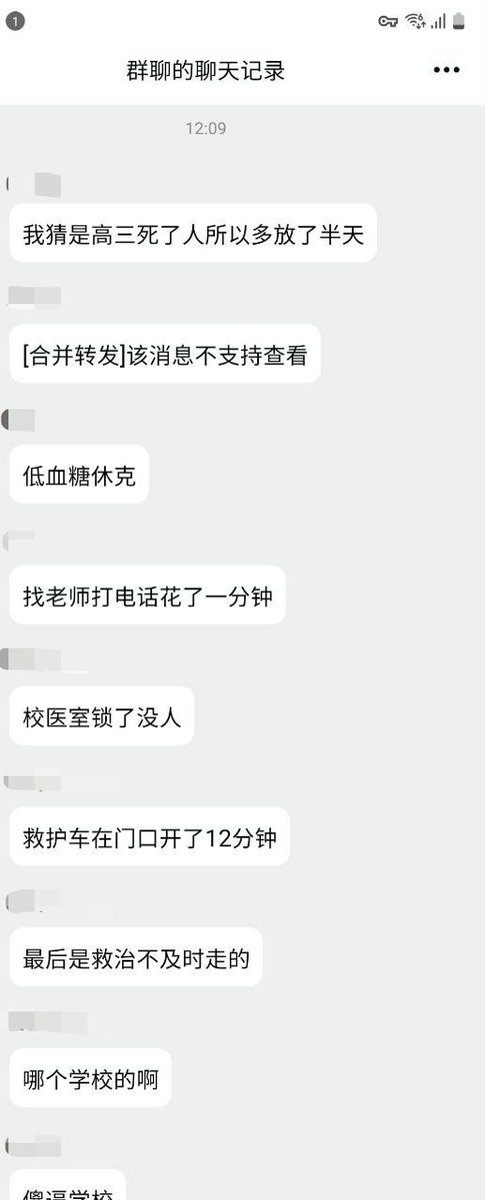 1
群聊的聊天记录
12:09
我猜是高三死了人所以多放了半天
[合并转发]该消息不支持查看
低血糖休克
找老师打电话花了一分钟
校医室锁了没人
救护车在门口开了12分钟
最后是救治不及时走的
哪个学校的啊
傻逼学校